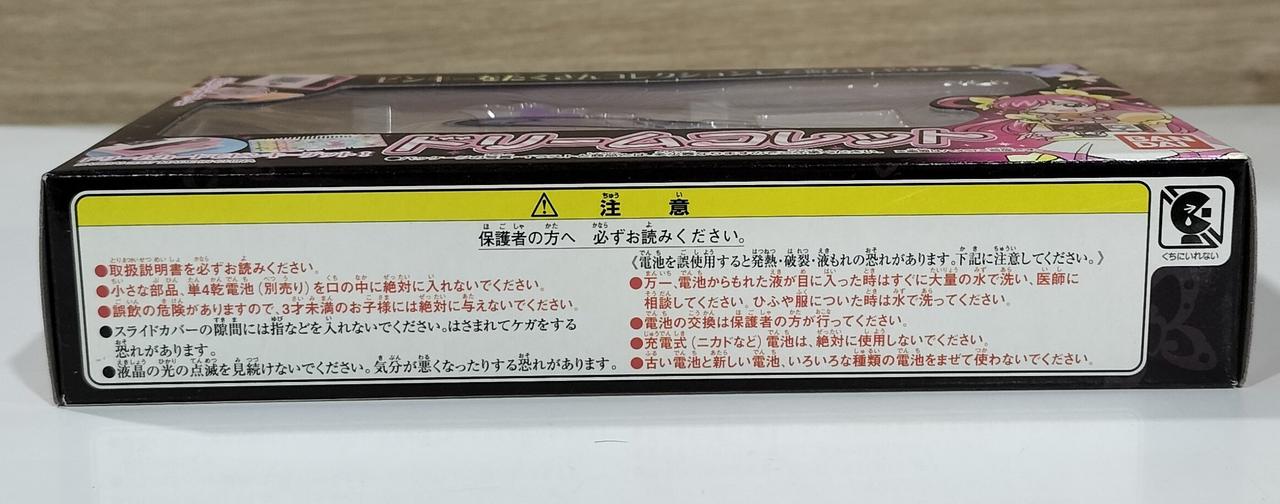 ドリームコレット
BAN
⚠ 注意
保護者の方へ 必ずお読みください。
●取扱説明書を必ずお読みください。
●小さな部品、単4乾電池（別売り）を口の中に絶対に入れないでください。
●誤飲の危険がありますので、3才未満のお子様には絶対に与えないでください。
●スライドカバーの隙間には指などを入れないでください。はさまれてケガをする
恐れがあります。
●液晶の光の点滅を見続けないでください。気分が悪くなったりする恐れがあります。
《電池を誤使用すると発熱・破裂・液もれの恐れがあります。下記に注意してください。》
●万一、電池からもれた液が目に入った時はすぐに大量の水で洗い、医師に
相談してください。ひふや服についた時は水で洗ってください。
●電池の交換は保護者の方が行ってください。
●充電式（ニカドなど）電池は、絶対に使用しないでください。
●古い電池と新しい電池、いろいろな種類の電池をまぜて使わないでください。
くちにいれない